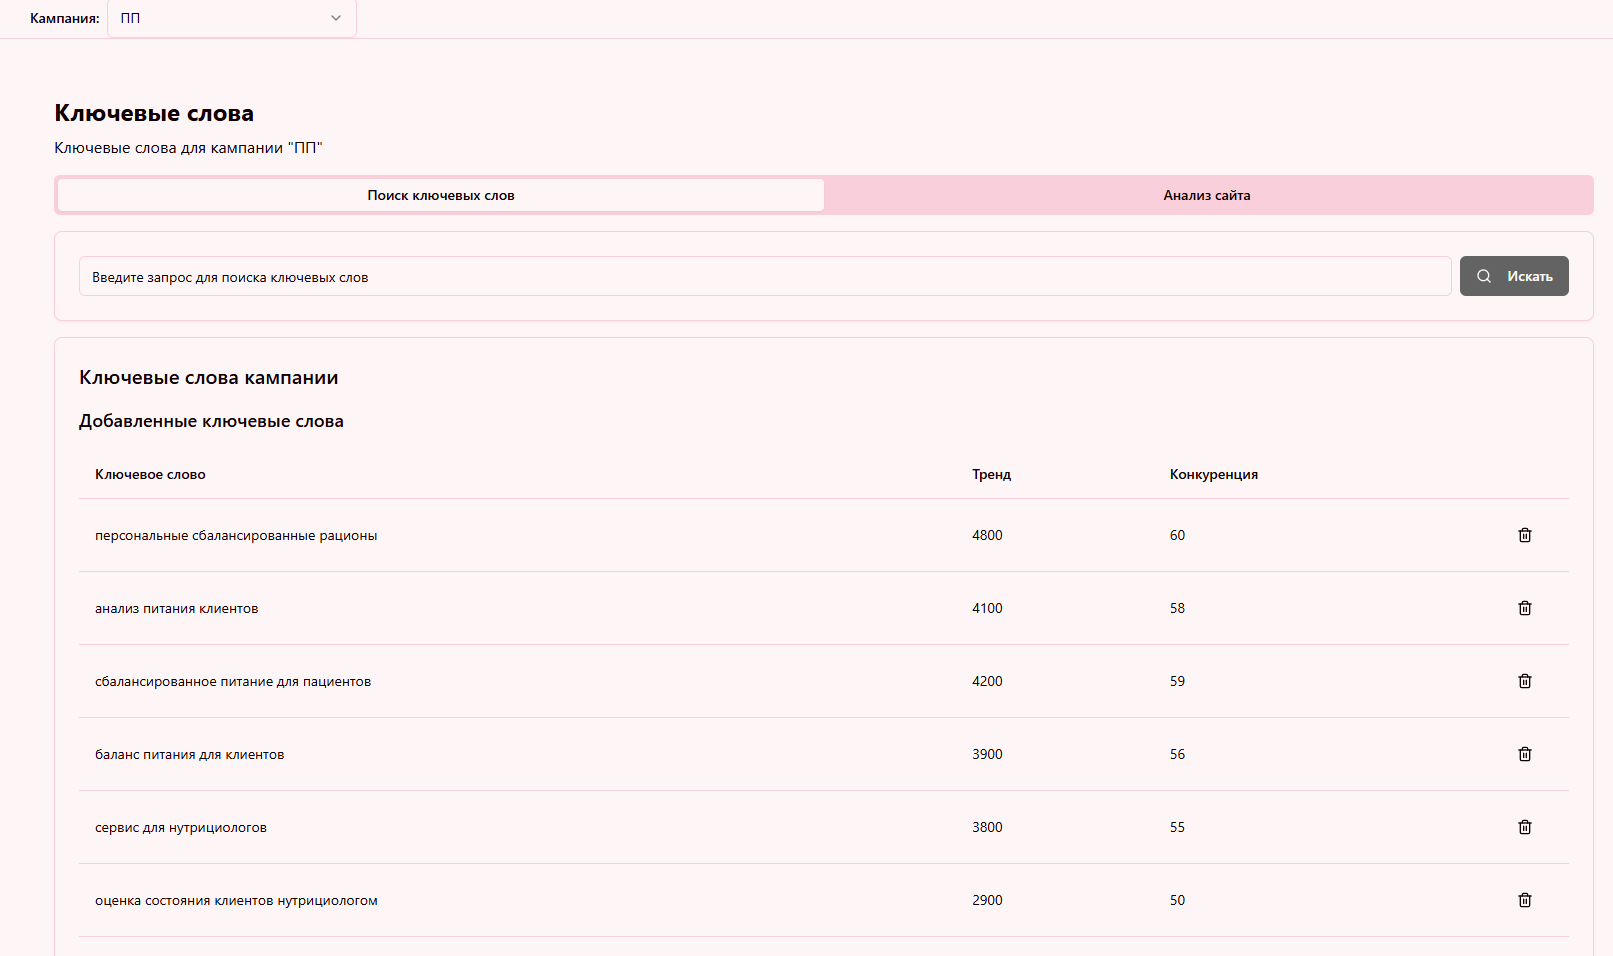 Кампания: ПП
Ключевые слова
Ключевые слова для кампании "ПП"
Поиск ключевых слов Анализ сайта
Введите запрос для поиска ключевых слов Искать
Ключевые слова кампании
Добавленные ключевые слова
Ключевое слово Тренд Конкуренция
персональные сбалансированные рационы 4800 60
анализ питания клиентов 4100 58
сбалансированное питание для пациентов 4200 59
баланс питания для клиентов 3900 56
сервис для нутрициологов 3800 55
оценка состояния клиентов нутрициологом 2900 50